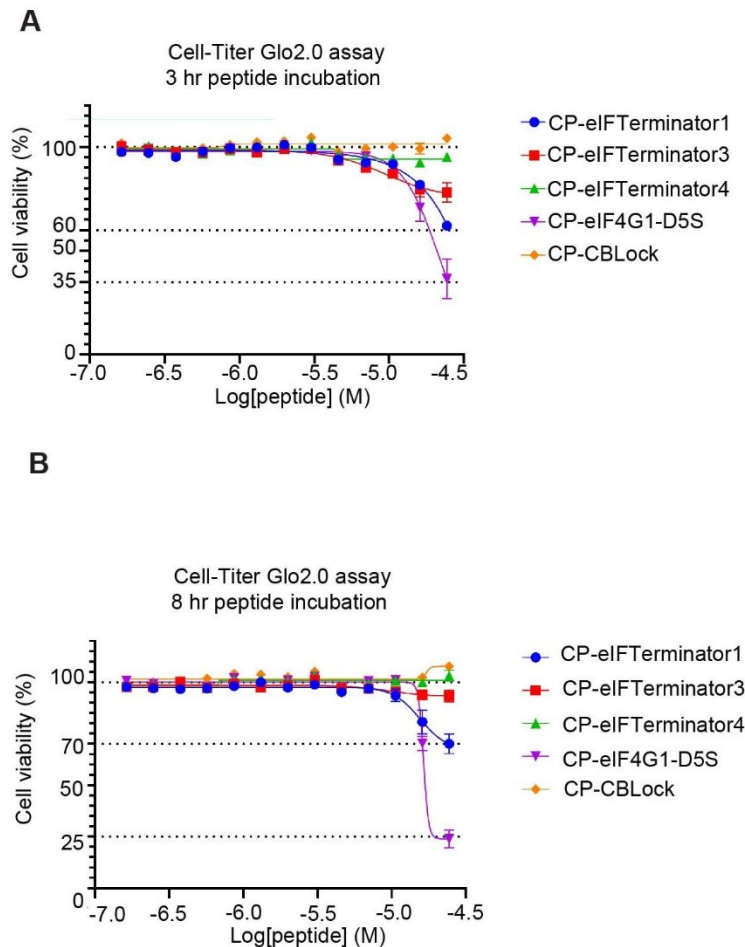 A
Cell-Titer Glo2.0 assay
3 hr peptide incubation
Cell viability (%)
100
60
50
35
0
-7.0 -6.5 -6.0 -5.5 -5.0 -4.5
Log[peptide] (M)
CP-eIFTerminator1
CP-eIFTerminator3
CP-eIFTerminator4
CP-eIF4G1-D5S
CP-CBLock
B
Cell-Titer Glo2.0 assay
8 hr peptide incubation
Cell viability (%)
100
70
50
25
0
-7.0 -6.5 -6.0 -5.5 -5.0 -4.5
Log[peptide] (M)
CP-eIFTerminator1
CP-eIFTerminator3
CP-eIFTerminator4
CP-eIF4G1-D5S
CP-CBLock